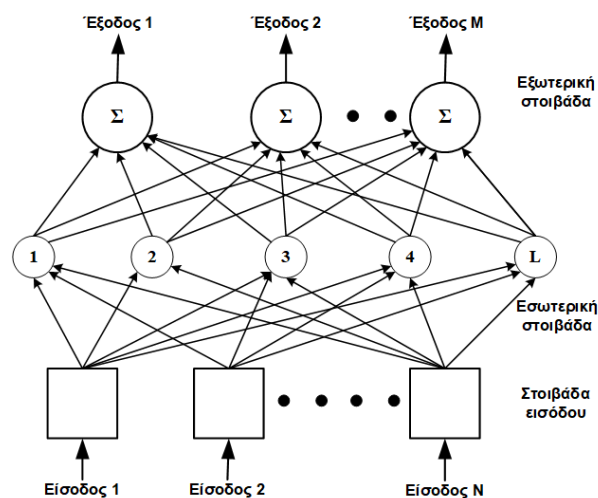 Έξοδος 1 Έξοδος 2 Έξοδος Μ
Εξωτερική
στοιβάδα
Σ Σ Σ
1 2 3 4 L
Εσωτερική
στοιβάδα
Στοιβάδα
εισόδου
Είσοδος 1 Είσοδος 2 Είσοδος Ν